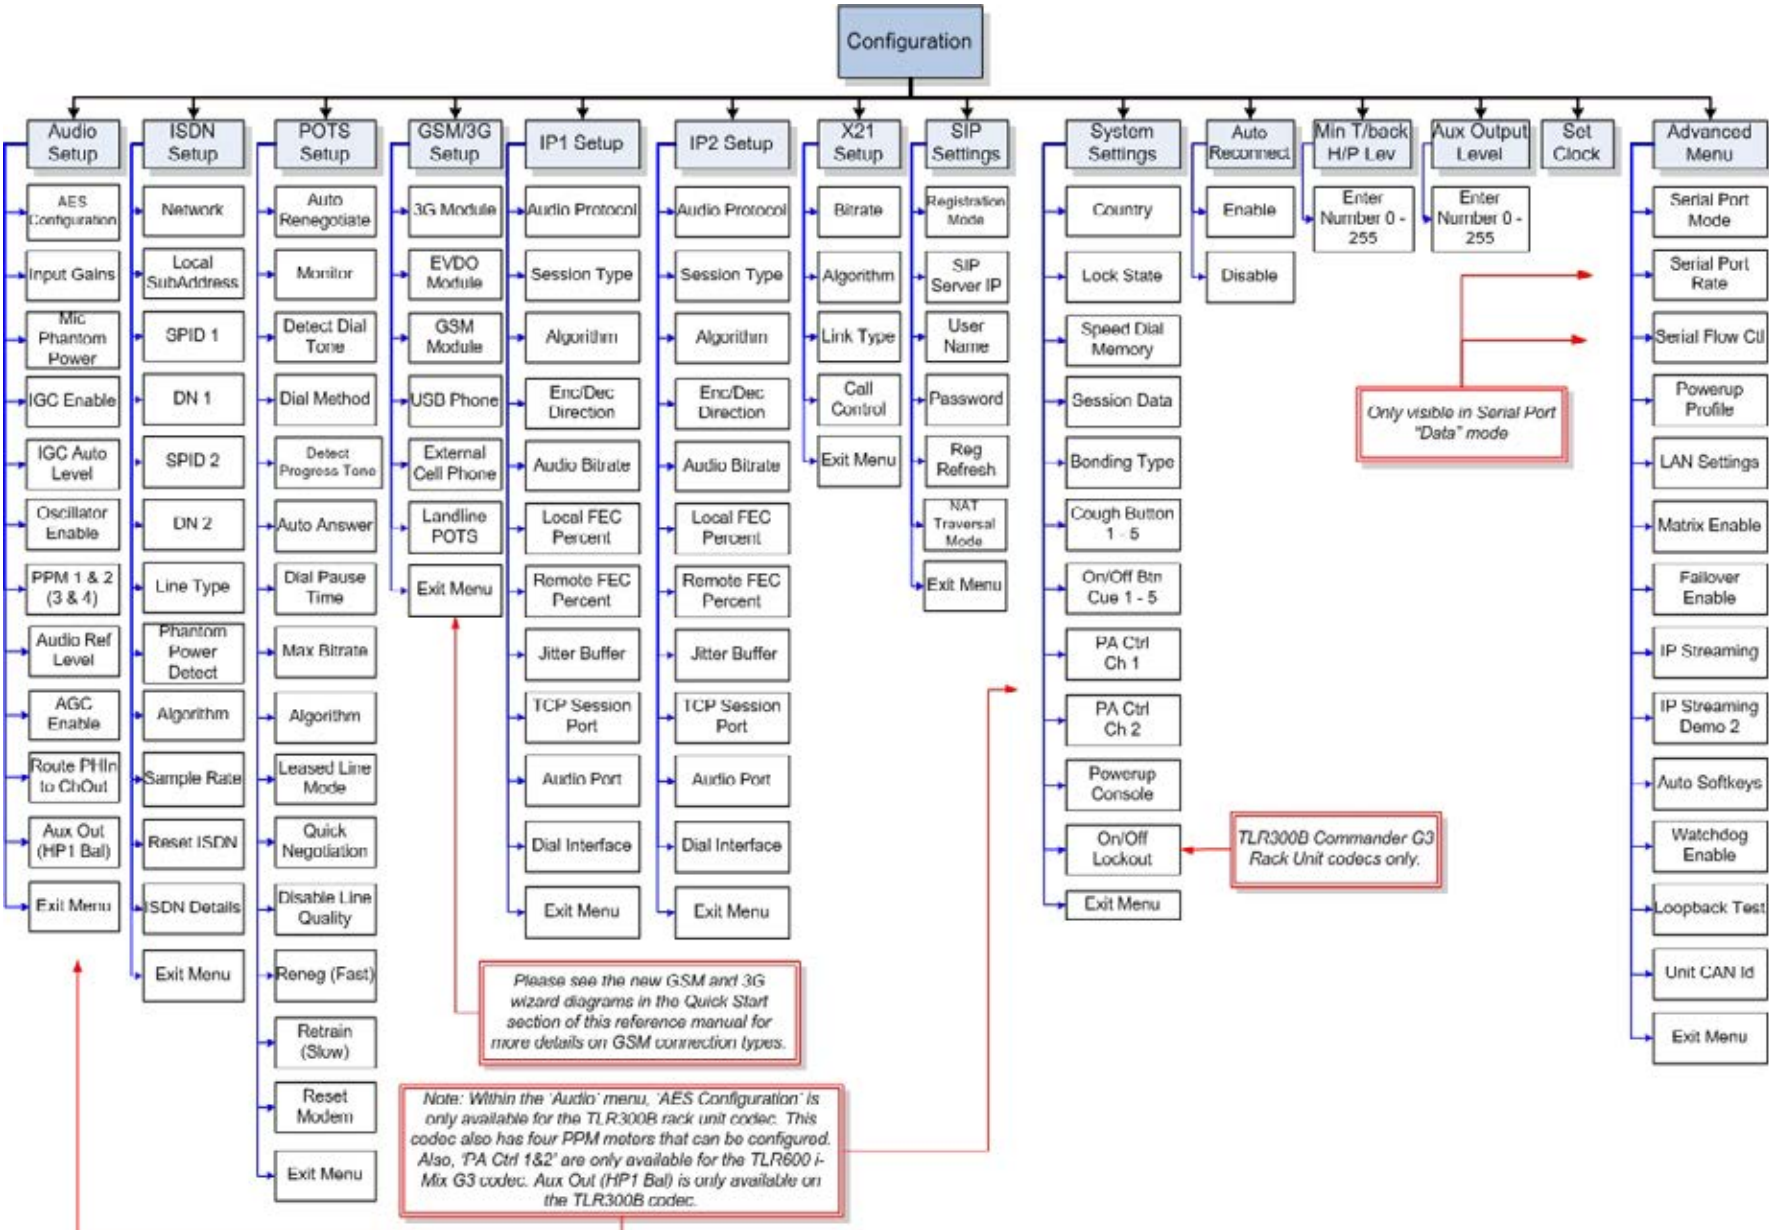 Configuration
Audio
Setup
AES
Configuration
Input Gains
Mic
Phantom
Power
IGC Enable
IGC Auto
Level
Oscillator
Enable
PPM 1 & 2
(3 & 4)
Audio Ref
Level
AGC
Enable
Route PHIn
to ChOut
Aux Out
(HP1 Bal)
Exit Menu
ISDN
Setup
Network
Local
SubAddress
SPID 1
DN 1
SPID 2
DN 2
Line Type
Phantom
Power
Detect
Algorithm
Sample Rate
Reset ISDN
ISDN Details
Exit Menu
POTS
Setup
Auto
Renegotiate
Monitor
Detect Dial
Tone
Dial Method
Detect
Progress Tone
Auto Answer
Dial Pause
Time
Max Bitrate
Algorithm
Leased Line
Mode
Quick
Negotiation
Disable Line
Quality
Reneg (Fast)
Retrain
(Slow)
Reset
Modem
Exit Menu
GSM/3G
Setup
3G Module
EVDO
Module
GSM
Module
USB Phone
External
Cell Phone
Landline
POTS
Exit Menu
IP1 Setup
Audio Protocol
Session Type
Algorithm
Enc/Dec
Direction
Audio Bitrate
Local FEC
Percent
Remote FEC
Percent
Jitter Buffer
TCP Session
Port
Audio Port
Dial Interface
Exit Menu
IP2 Setup
Audio Protocol
Session Type
Algorithm
Enc/Dec
Direction
Audio Bitrate
Local FEC
Percent
Remote FEC
Percent
Jitter Buffer
TCP Session
Port
Audio Port
Dial Interface
Exit Menu
X21
Setup
Bitrate
Algorithm
Link Type
Call
Control
Exit Menu
SIP
Settings
Registration
Mode
SIP
Server IP
User
Name
Password
Reg
Refresh
NAT
Traversal
Mode
Exit Menu
System
Settings
Country
Lock State
Speed Dial
Memory
Session Data
Bonding Type
Cough Button
1 - 5
On/Off Btn
Cue 1 - 5
PA Ctrl
Ch 1
PA Ctrl
Ch 2
Powerup
Console
On/Off
Lockout
Exit Menu
Auto
Reconnect
Enable
Disable
Min T/back
H/P Lev
Enter
Number 0 -
255
Aux Output
Level
Enter
Number 0 -
255
Set
Clock
Advanced
Menu
Serial Port
Mode
Serial Port
Rate
Serial Flow Ctl
Powerup
Profile
LAN Settings
Matrix Enable
Failover
Enable
IP Streaming
IP Streaming
Demo 2
Auto Softkeys
Watchdog
Enable
Loopback Test
Unit CAN Id
Exit Menu
Only visible in Serial Port
"Data" mode
TLR300B Commander G3
Rack Unit codecs only.
Please see the new GSM and 3G
wizard diagrams in the Quick Start
section of this reference manual for
more details on GSM connection types.
Note: Within the 'Audio' menu, 'AES Configuration' is
only available for the TLR300B rack unit codec. This
codec also has four PPM meters that can be configured.
Also, 'PA Ctrl 1&2' are only available for the TLR600 i-
Mix G3 codec. Aux Out (HP1 Bal) is only available on
the TLR300B codec.